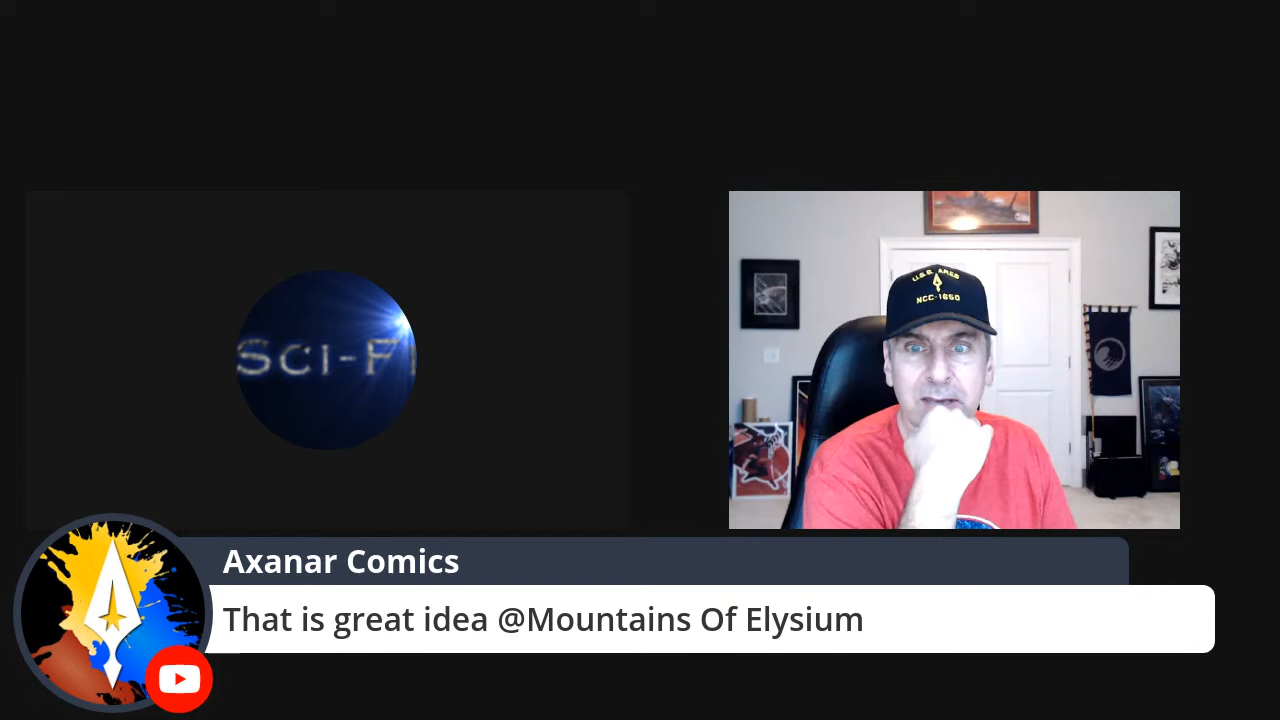 Sci-Fi
U.S.S. ARES
NCC-1650
Axanar Comics
That is great idea @Mountains Of Elysium